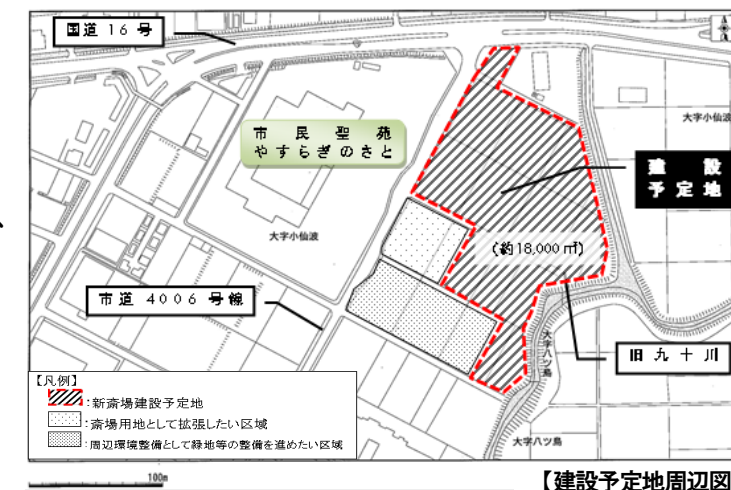 国道 16 号
市民聖苑
やすらぎのさと
大字小仙波
建設
予定地
大字小仙波
(約18,000 ㎡)
市道 4006 号線
旧九十川
大字八ツ島
大字八ツ島
【凡例】
:新斎場建設予定地
:斎場用地として拡張したい区域
:周辺環境整備として緑地等の整備を進めたい区域
100m
【建設予定地周辺図